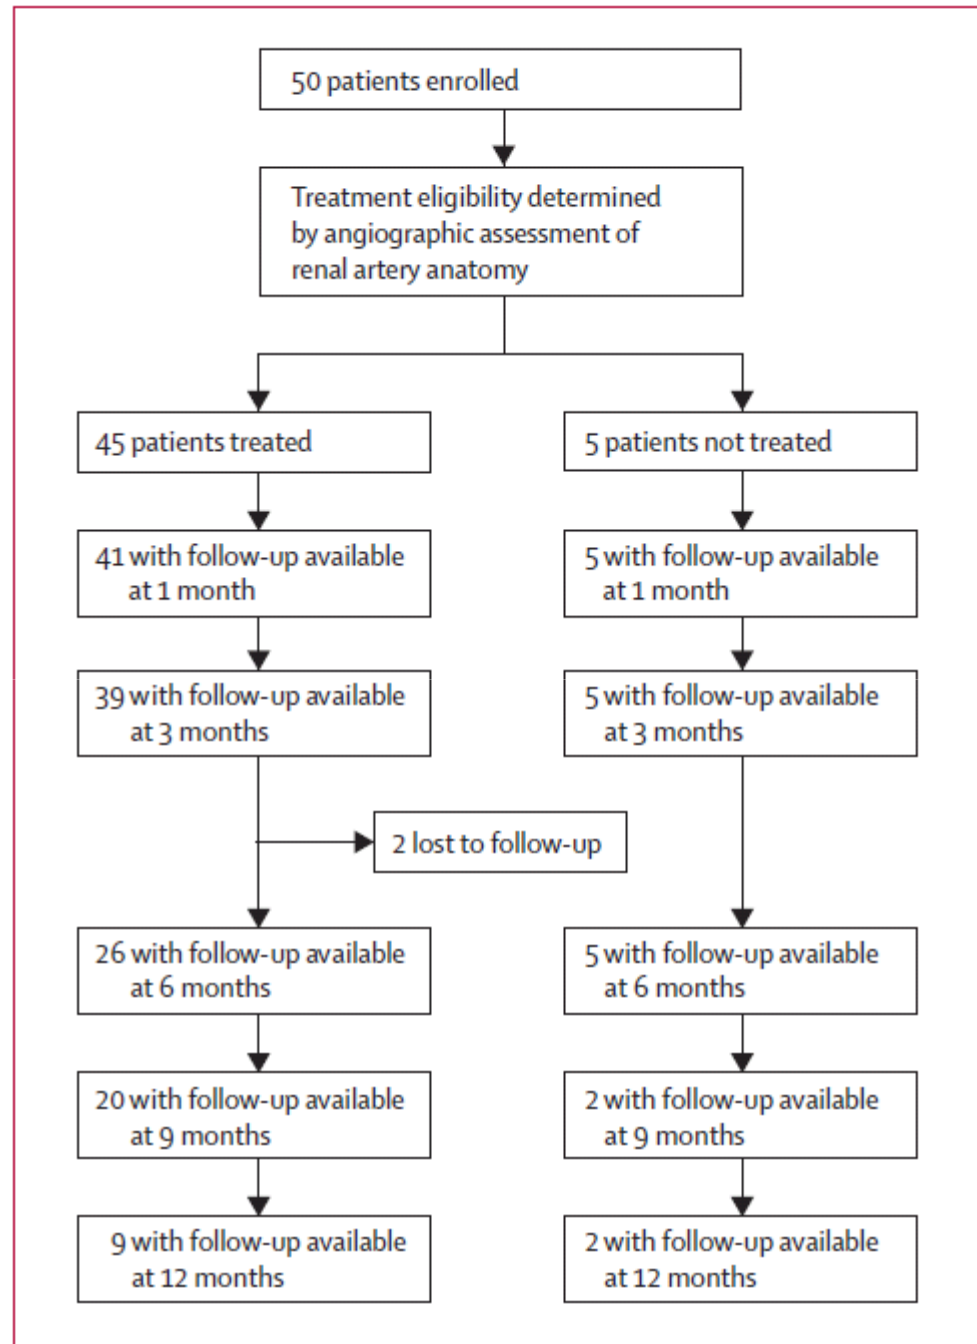 50 patients enrolled
Treatment eligibility determined
by angiographic assessment of
renal artery anatomy
45 patients treated
5 patients not treated
41 with follow-up available
at 1 month
5 with follow-up available
at 1 month
39 with follow-up available
at 3 months
5 with follow-up available
at 3 months
2 lost to follow-up
26 with follow-up available
at 6 months
5 with follow-up available
at 6 months
20 with follow-up available
at 9 months
2 with follow-up available
at 9 months
9 with follow-up available
at 12 months
2 with follow-up available
at 12 months